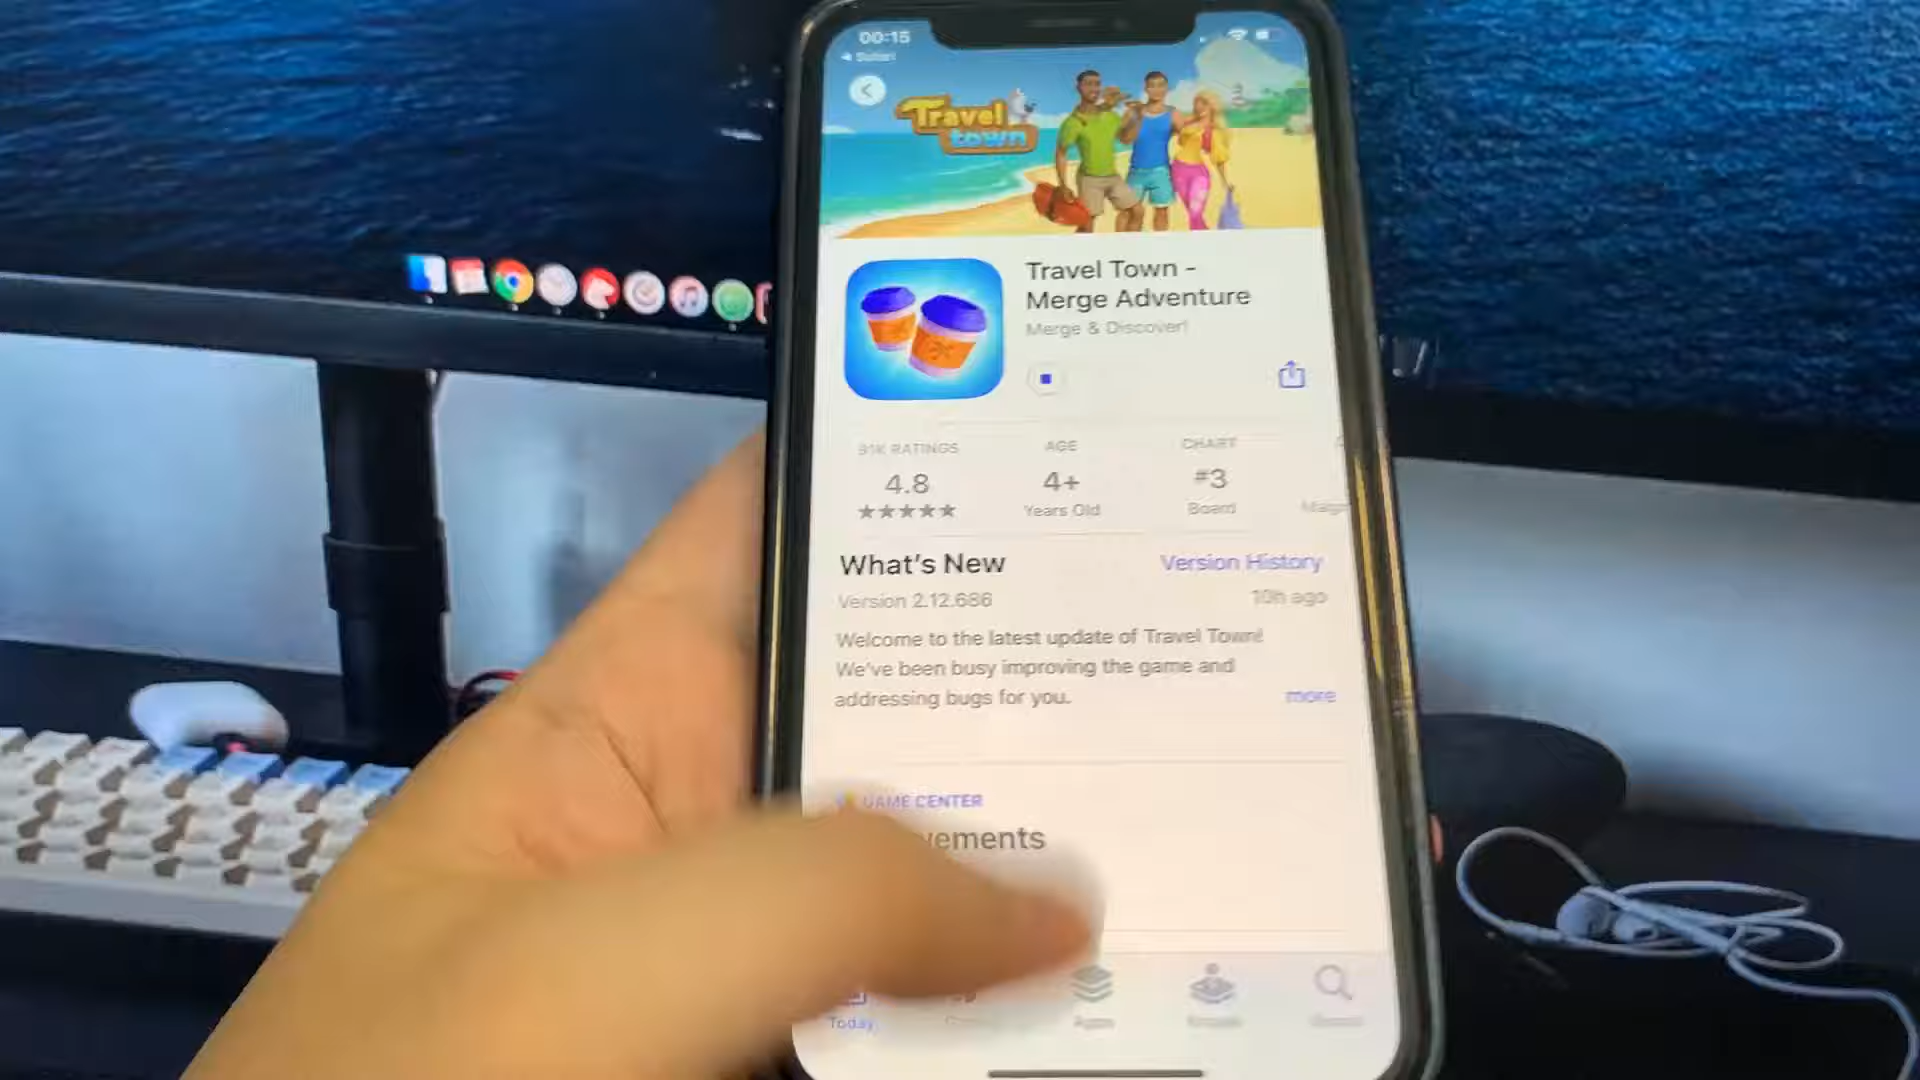 00:15
Travel
town
Travel Town -
Merge Adventure
Merge & Discover!
91K RATINGS
AGE
CHART
4.8
4+
#3
★★★★★
Years Old
Board
What's New
Version History
Version 2.12.686
10h ago
Welcome to the latest update of Travel Town!
We've been busy improving the game and
addressing bugs for you.
more
GAME CENTER
vements
Today
Apps